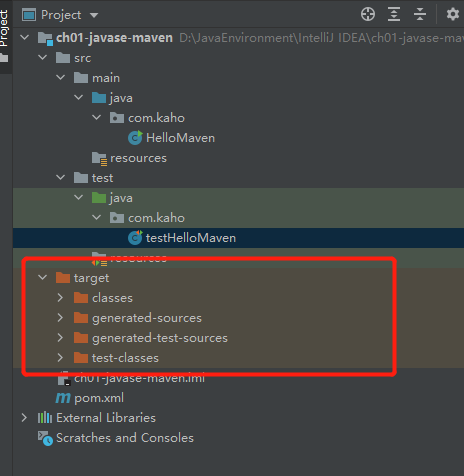 Project
Project
ch01-javase-maven D:\JavaEnvironment\IntelliJ IDEA\ch01-javase-mav
src
main
java
com.kaho
HelloMaven
resources
test
java
com.kaho
testHelloMaven
resources
target
classes
generated-sources
generated-test-sources
test-classes
ch01-javase-maven.iml
pom.xml
External Libraries
Scratches and Consoles